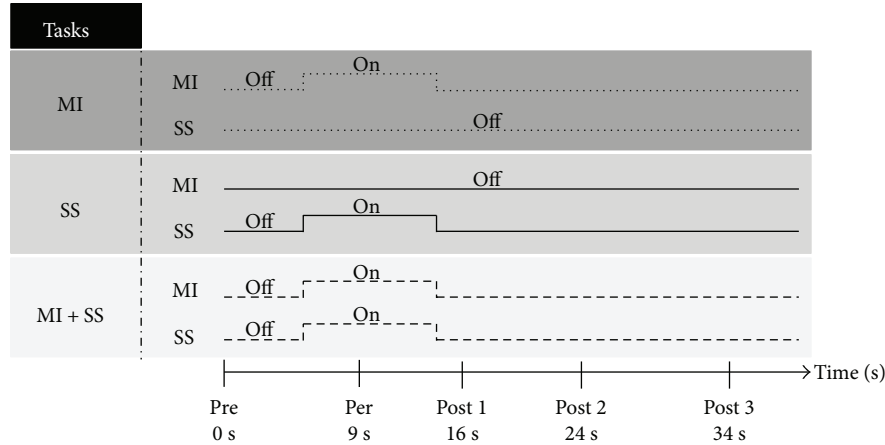 Tasks
MI
MI
Off
On
SS
Off
SS
MI
Off
SS
Off
On
MI + SS
MI
Off
On
SS
Off
On
Time (s)
Pre
Per
Post 1
Post 2
Post 3
0 s
9 s
16 s
24 s
34 s